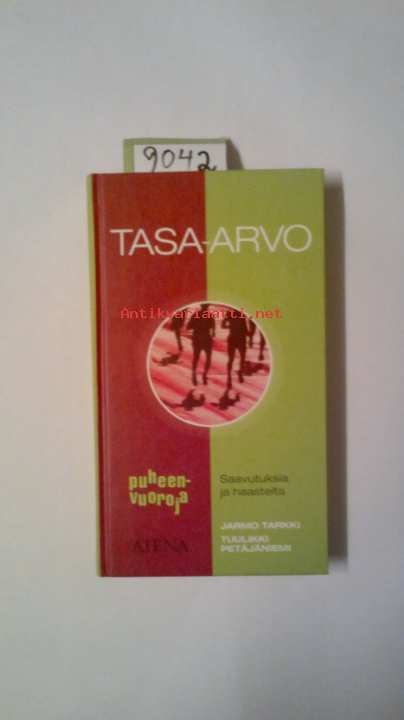 9042
TASA-ARVO
Antikvariaatti.net
puheen-
vuoroja
Saavutuksia
ja haasteita
JARMO TARKKI
TUULIKKI
PETÄJÄNIEMI
ATENA